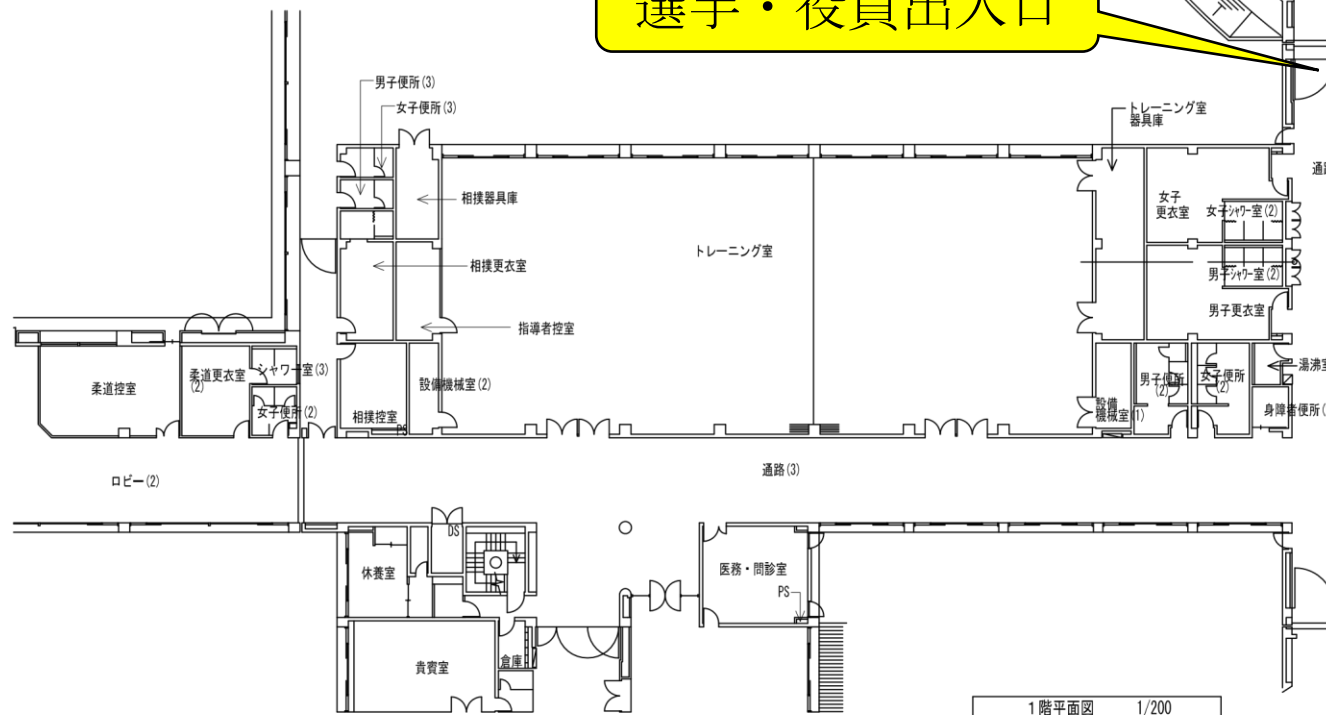 選手・役員出入口
男子便所(3)
女子便所(3)
トレーニング室
器具庫
相撲器具庫
女子
更衣室
女子シャワー室(2)
トレーニング室
相撲更衣室
男子シャワー室(2)
男子更衣室
指導者控室
柔道控室
柔道更衣室
(2)
シャワー室(3)
女子便所(2)
相撲控室
PS
設備機械室(2)
設備
機械室(1)
男子便所
(2)
女子便所
(2)
湯沸室
身障者便所(
通路
ロビー(2)
通路(3)
DS
休養室
医務・問診室
PS
貴賓室
倉庫
1階平面図 1/200